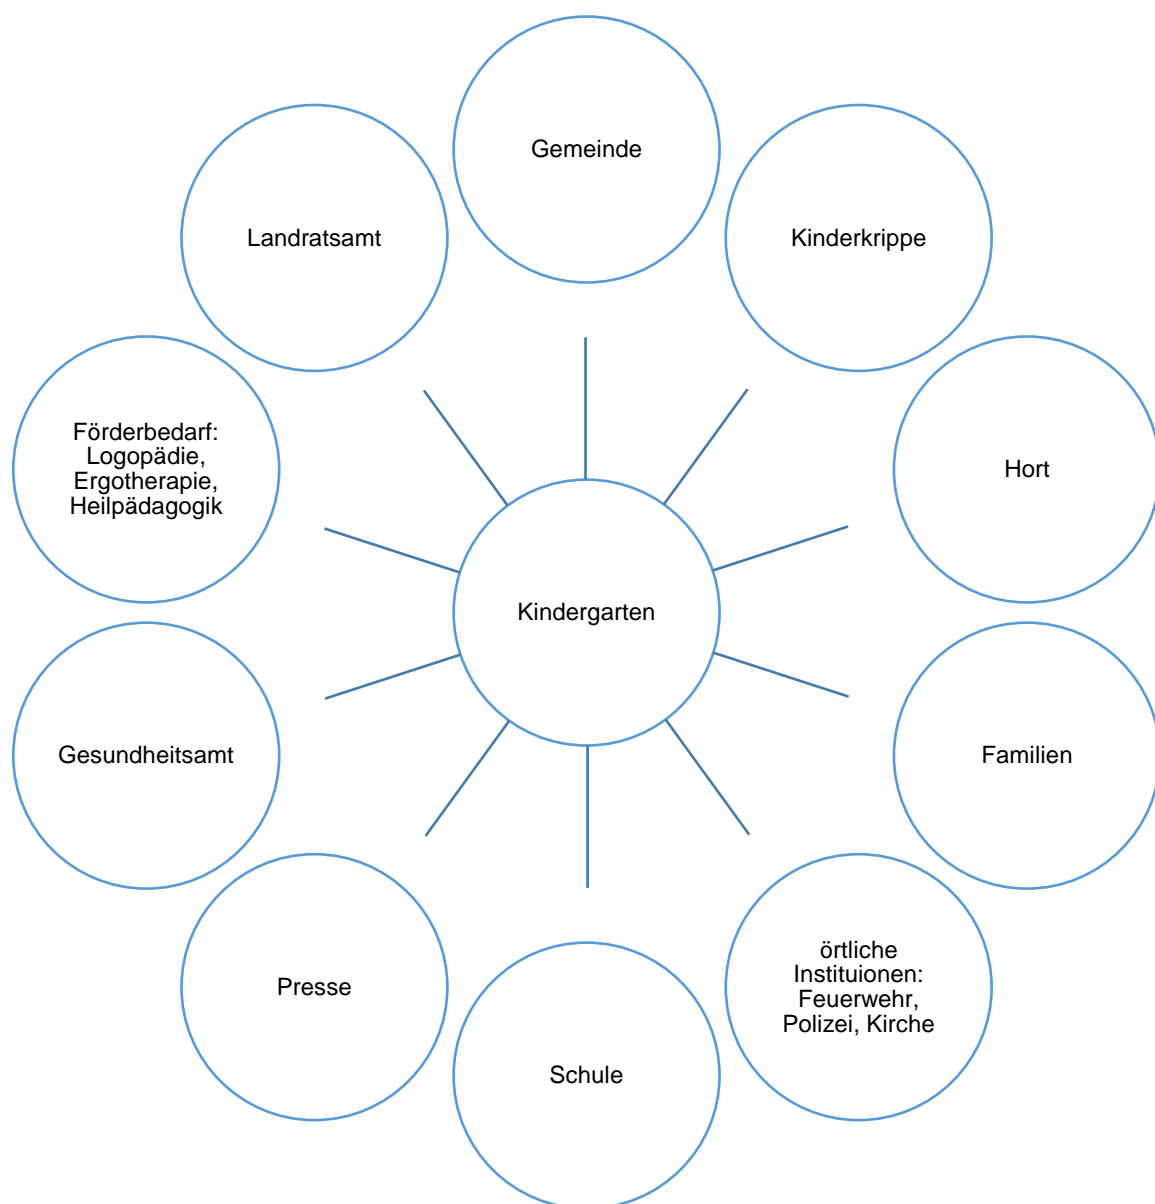 Gemeinde
Kinderkrippe
Hort
Familien
örtliche
Instituionen:
Feuerwehr,
Polizei, Kirche
Schule
Presse
Gesundheitsamt
Förderbedarf:
Logopädie,
Ergotherapie,
Heilpädagogik
Landratsamt
Kindergarten